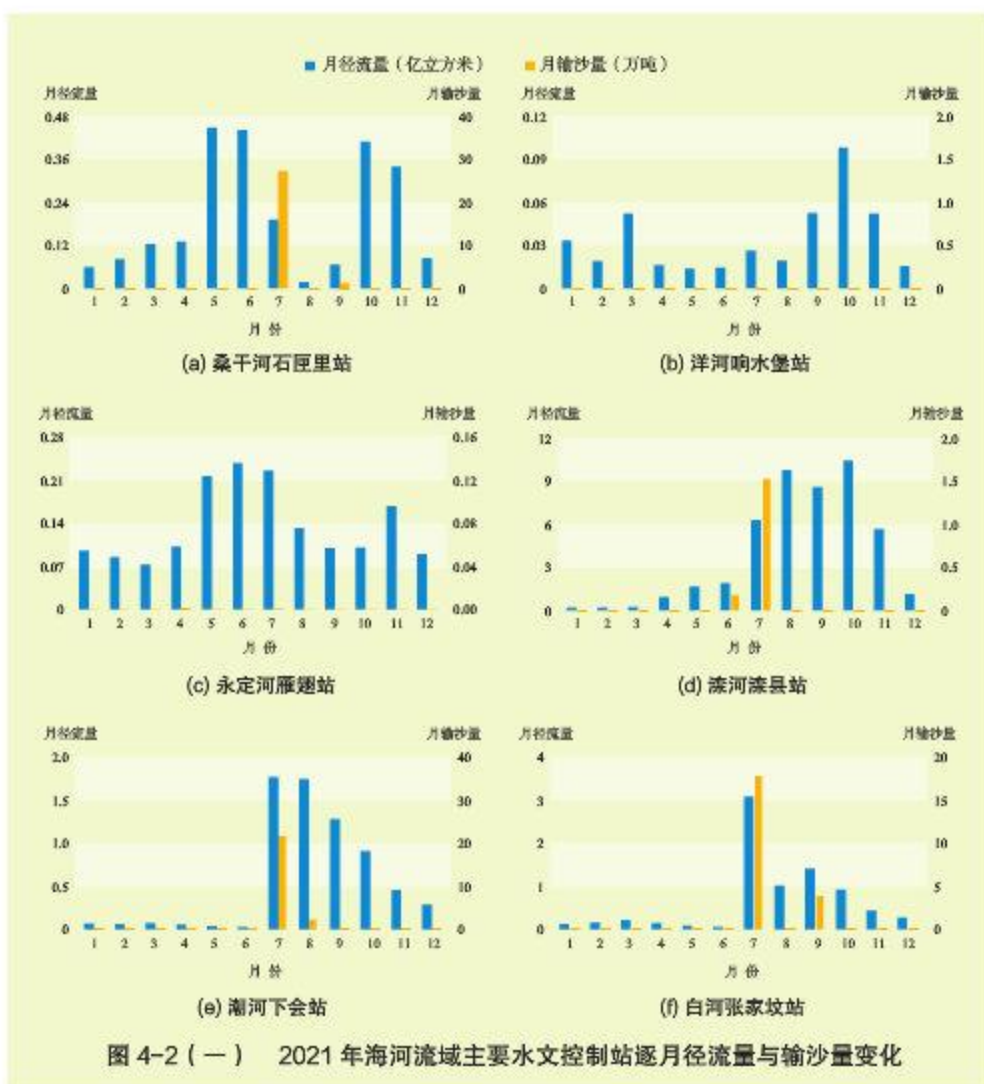 月径流量（亿立方米） 月输沙量（万吨）
月径流量 月输沙量 月径流量 月输沙量
0.48 40 0.12 2.0
0.36 30 0.09 1.5
0.24 20 0.06 1.0
0.12 10 0.03 0.5
0 0 0 0
1 2 3 4 5 6 7 8 9 10 11 12 1 2 3 4 5 6 7 8 9 10 11 12
月 份 月 份
(a) 桑干河石匣里站 (b) 洋河响水堡站
月径流量 月输沙量 月径流量 月输沙量
0.28 0.16 12 2.0
0.21 0.12 9 1.5
0.14 0.08 6 1.0
0.07 0.04 3 0.5
0 0.00 0 0
1 2 3 4 5 6 7 8 9 10 11 12 1 2 3 4 5 6 7 8 9 10 11 12
月 份 月 份
(c) 永定河雁翅站 (d) 滦河滦县站
月径流量 月输沙量 月径流量 月输沙量
2.0 40 4 20
1.5 30 3 15
1.0 20 2 10
0.5 10 1 5
0 0 0 0
1 2 3 4 5 6 7 8 9 10 11 12 1 2 3 4 5 6 7 8 9 10 11 12
月 份 月 份
(e) 潮河下会站 (f) 白河张家坟站
图 4-2（一） 2021 年海河流域主要水文控制站逐月径流量与输沙量变化